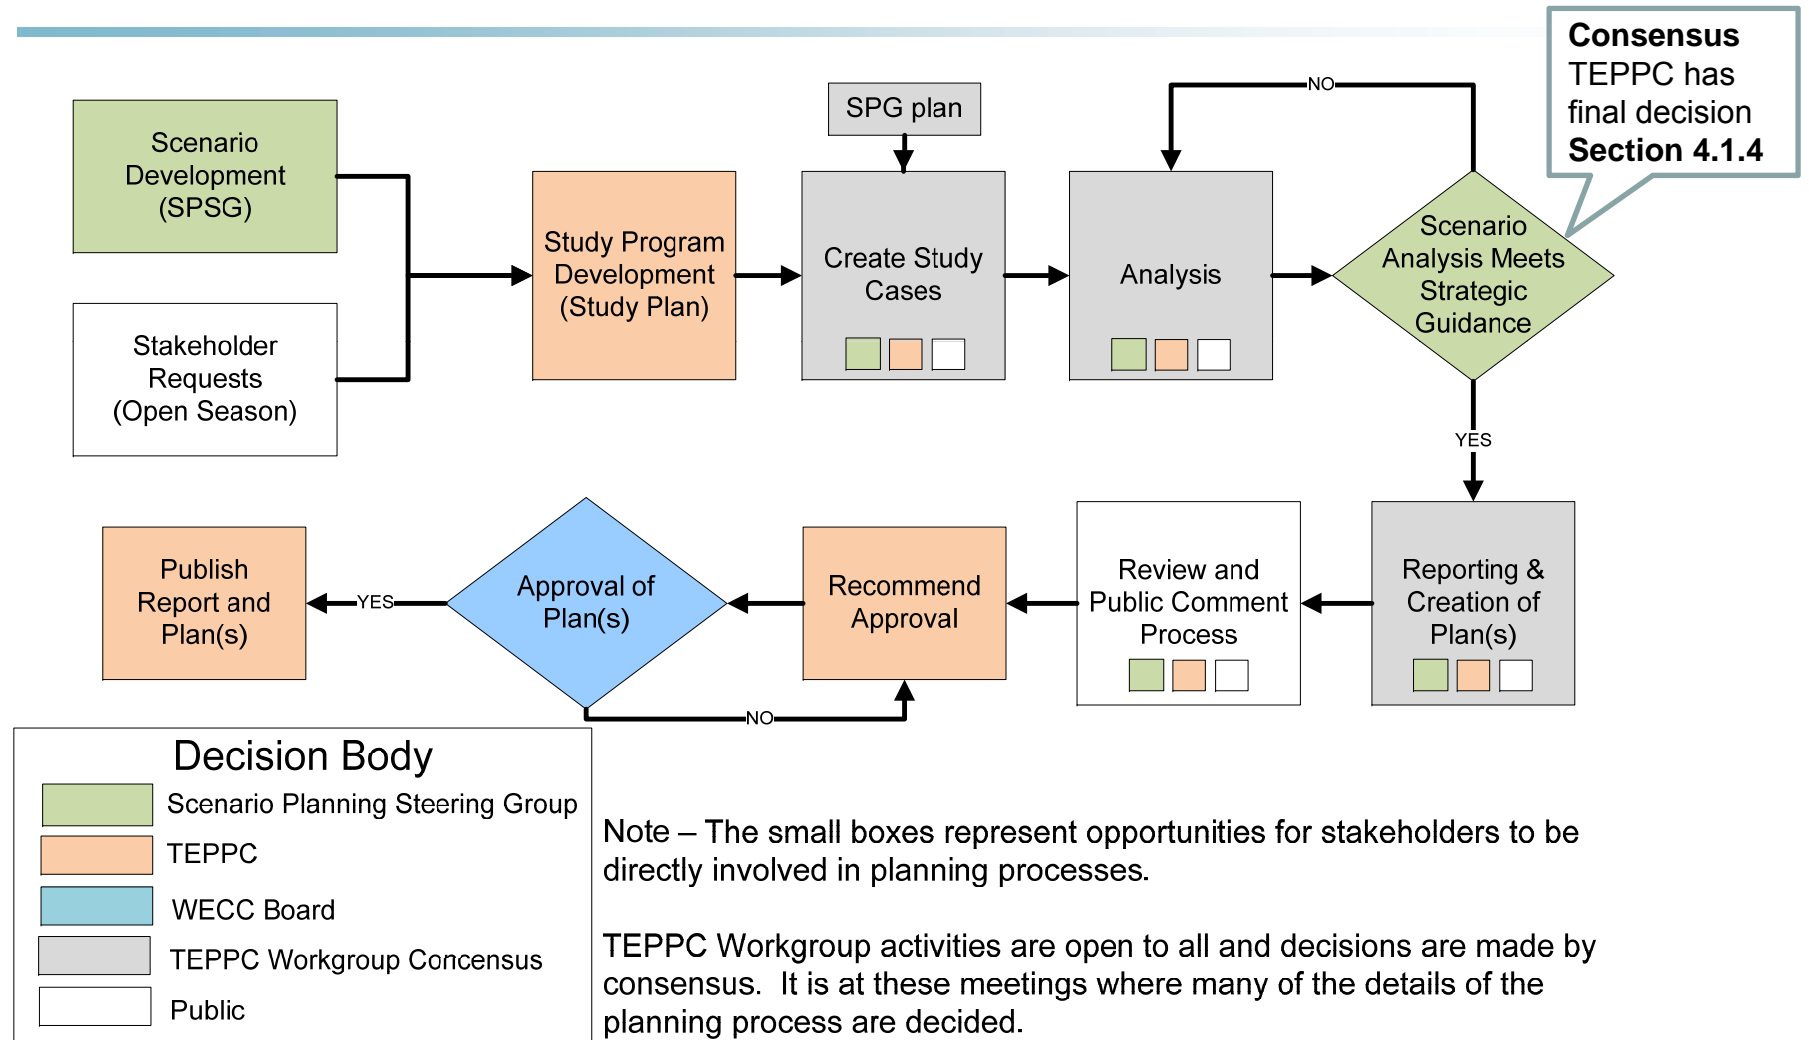 Consensus
TEPPC has
final decision
Section 4.1.4
Scenario
Development
(SPSG)
Stakeholder
Requests
(Open Season)
Study Program
Development
(Study Plan)
SPG plan
Create Study
Cases
Analysis
NO
Scenario
Analysis Meets
Strategic
Guidance
YES
Reporting &
Creation of
Plan(s)
Review and
Public Comment
Process
Recommend
Approval
Approval of
Plan(s)
NO
YES
Publish
Report and
Plan(s)
Decision Body
Scenario Planning Steering Group
TEPPC
WECC Board
TEPPC Workgroup Concensus
Public
Note – The small boxes represent opportunities for stakeholders to be
directly involved in planning processes.
TEPPC Workgroup activities are open to all and decisions are made by
consensus.  It is at these meetings where many of the details of the
planning process are decided.